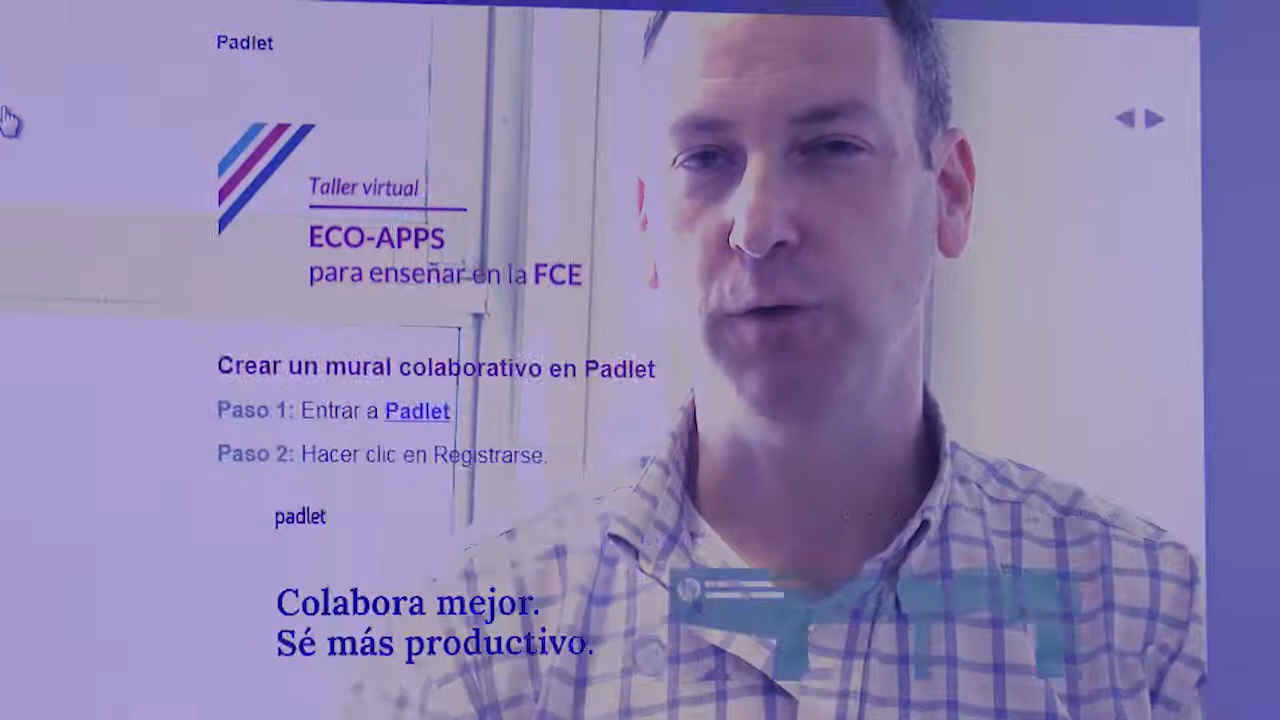 Padlet
Taller virtual
ECO-APPS
para enseñar en la FCE
Crear un mural colaborativo en Padlet
Paso 1: Entrar a Padlet
Paso 2: Hacer clic en Registrarse.
padlet
Colabora mejor.
Sé más productivo.